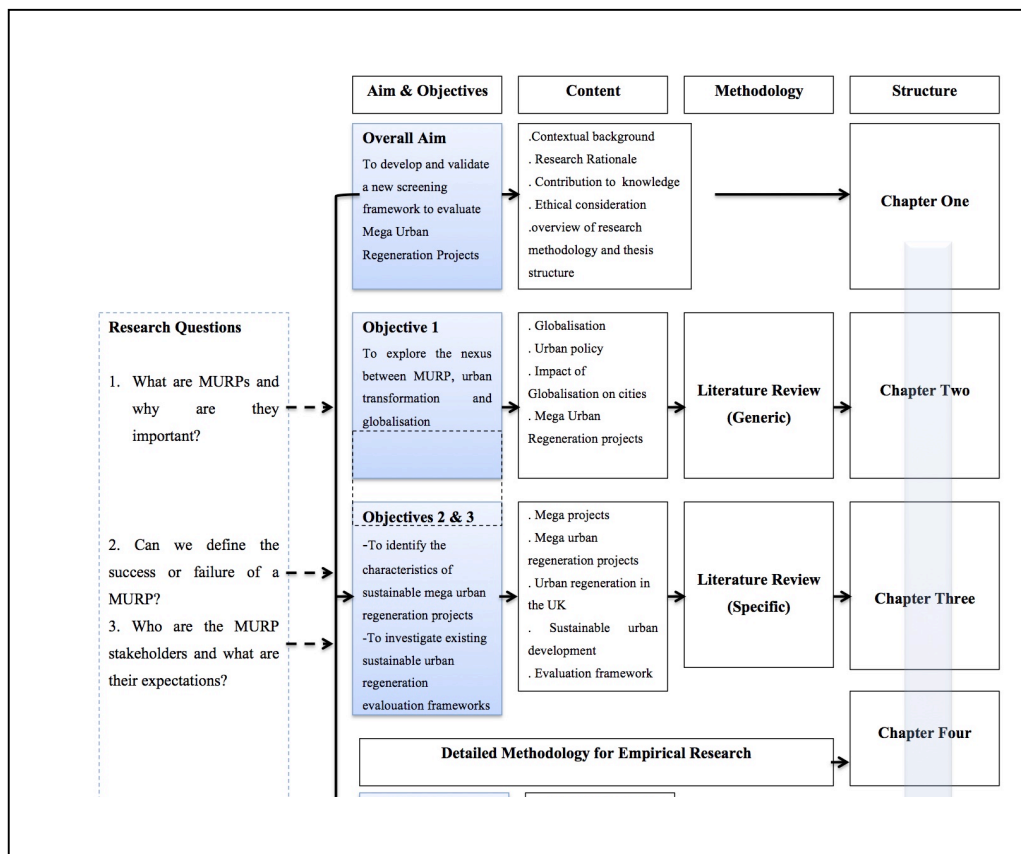 Aim & Objectives
Content
Methodology
Structure
Overall Aim
To develop and validate
a new screening
framework to evaluate
Mega Urban
Regeneration Projects
.Contextual background
. Research Rationale
. Contribution to knowledge
. Ethical consideration
.overview of research
methodology and thesis
structure
Chapter One
Research Questions
1. What are MURPs and
why are they
important?
2. Can we define the
success or failure of a
MURP?
3. Who are the MURP
stakeholders and what are
their expectations?
Objective 1
To explore the nexus
between MURP, urban
transformation and
globalisation
. Globalisation
. Urban policy
. Impact of
Globalisation on cities
. Mega Urban
Regeneration projects
Literature Review
(Generic)
Chapter Two
Objectives 2 & 3
-To identify the
characteristics of
sustainable mega urban
regeneration projects
-To investigate existing
sustainable urban
regeneration
evalouation frameworks
. Mega projects
. Mega urban
regeneration projects
. Urban regeneration in
the UK
. Sustainable urban
development
. Evaluation framework
Literature Review
(Specific)
Chapter Three
Detailed Methodology for Empirical Research
Chapter Four